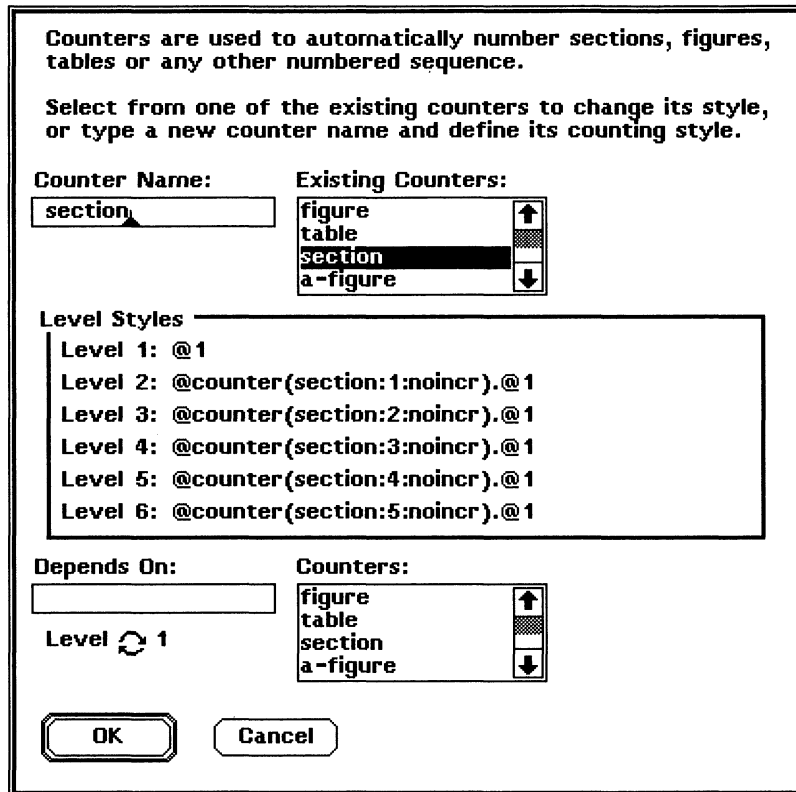 Counters are used to automatically number sections, figures,
tables or any other numbered sequence.
Select from one of the existing counters to change its style,
or type a new counter name and define its counting style.
Counter Name:
section
Existing Counters:
figure
table
section
a-figure
Level Styles
Level 1: @1
Level 2: @counter(section:1:noincr).@1
Level 3: @counter(section:2:noincr).@1
Level 4: @counter(section:3:noincr).@1
Level 5: @counter(section:4:noincr).@1
Level 6: @counter(section:5:noincr).@1
Depends On:
Level 1
Counters:
figure
table
section
a-figure
OK
Cancel